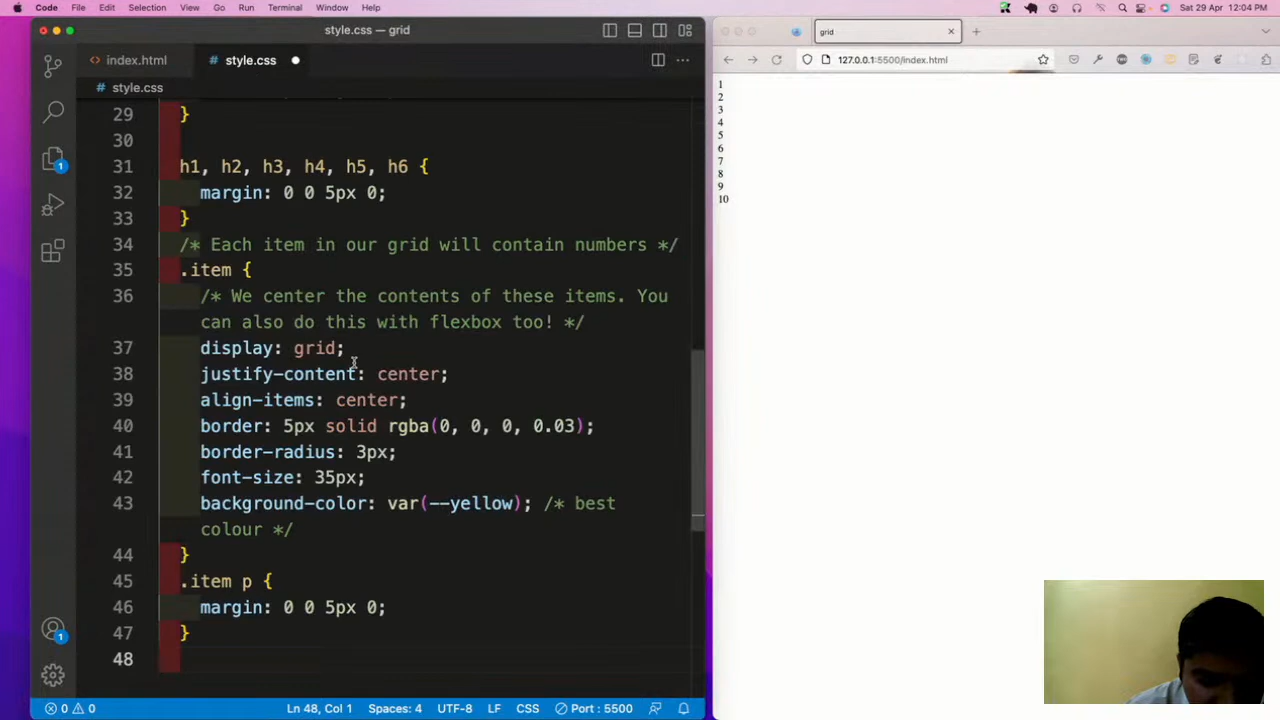 Code File Edit Selection View Go Run Terminal Window Help
Sat 29 Apr 12:04 PM
style.css — grid
<> index.html
# style.css
# style.css
29 }
30
31 h1, h2, h3, h4, h5, h6 {
32 margin: 0 0 5px 0;
33 }
34 /* Each item in our grid will contain numbers */
35 .item {
36 /* We center the contents of these items. You
can also do this with flexbox too! */
37 display: grid;
38 justify-content: center;
39 align-items: center;
40 border: 5px solid rgba(0, 0, 0, 0.03);
41 border-radius: 3px;
42 font-size: 35px;
43 background-color: var(--yellow); /* best
colour */
44 }
45 .item p {
46 margin: 0 0 5px 0;
47 }
48
1
1
0 0
Ln 48, Col 1
Spaces: 4
UTF-8
LF
CSS
Port : 5500
grid
127.0.0.1:5500/index.html
1
2
3
4
5
6
7
8
9
10